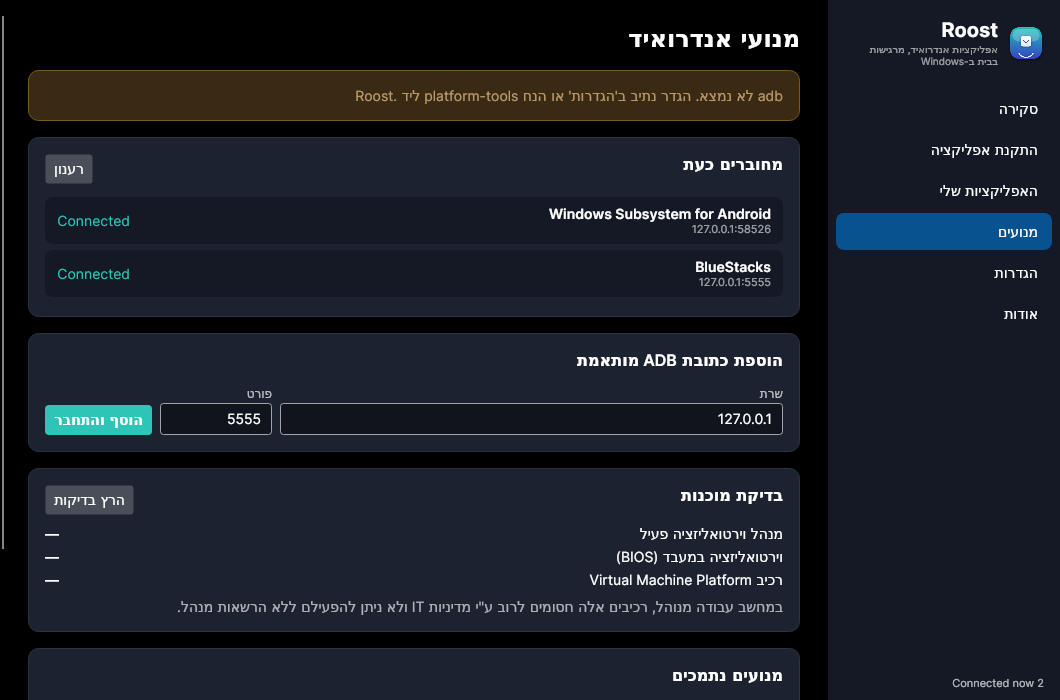 Roost
אפליקציות אנדרואיד, מרגישות
בבית ב-Windows
סקירה
התקנת אפליקציה
האפליקציות שלי
מנועים
הגדרות
אודות
Connected now 2
מנועי אנדרואיד
adb לא נמצא. הגדר נתיב ב'הגדרות' או הנח platform-tools ליד Roost.
מחוברים כעת
רענון
Windows Subsystem for Android
127.0.0.1:58526
Connected
BlueStacks
127.0.0.1:5555
Connected
הוספת כתובת ADB מותאמת
שרת
פורט
127.0.0.1
5555
הוסף והתחבר
בדיקת מוכנות
הרץ בדיקות
מנהל וירטואליזציה פעיל —
וירטואליזציה במעבד (BIOS) —
רכיב Virtual Machine Platform —
במחשב עבודה מנוהל, רכיבים אלה חסומים לרוב ע"י מדיניות IT ולא ניתן להפעילם ללא הרשאות מנהל.
מנועים נתמכים